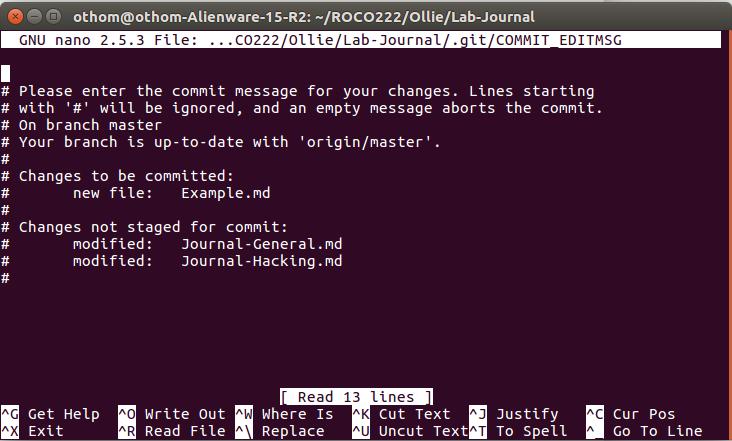 othom@othom-Alienware-15-R2: ~/ROCO222/Ollie/Lab-Journal
GNU nano 2.5.3 File: ...CO222/Ollie/Lab-Journal/.git/COMMIT_EDITMSG
# Please enter the commit message for your changes. Lines starting
# with '#' will be ignored, and an empty message aborts the commit.
# On branch master
# Your branch is up-to-date with 'origin/master'.
#
# Changes to be committed:
#       new file:   Example.md
#
# Changes not staged for commit:
#       modified:   Journal-General.md
#       modified:   Journal-Hacking.md
#
[ Read 13 lines ]
^G Get Help  ^O Write Out ^W Where Is  ^K Cut Text  ^J Justify   ^C Cur Pos
^X Exit      ^R Read File ^\ Replace   ^U Uncut Text^T To Spell  ^_ Go To Line